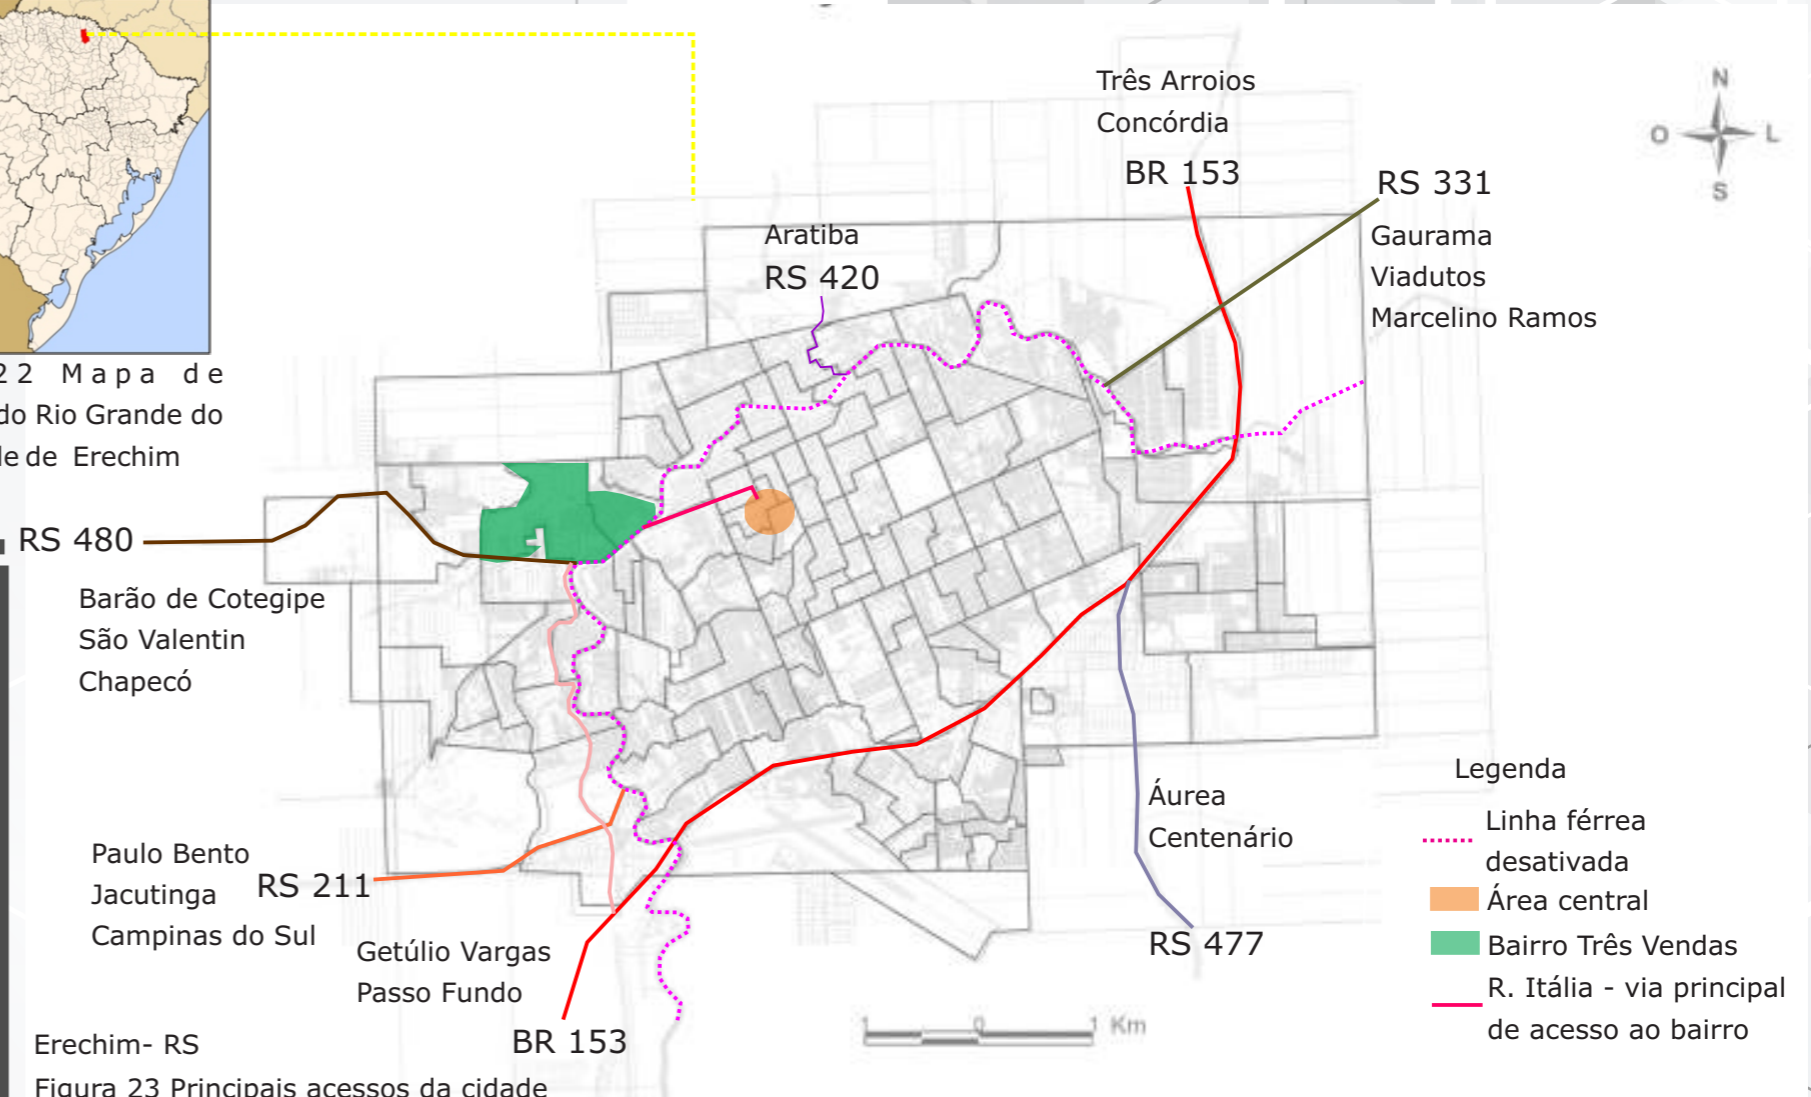 22 Mapa de
do Rio Grande do
de Erechim
Três Arroios
Concórdia
BR 153
RS 331
Gaurama
Viadutos
Marcelino Ramos
N
O
L
S
Aratiba
RS 420
RS 480
Barão de Cotegipe
São Valentin
Chapecó
Paulo Bento
Jacutinga
Campinas do Sul
RS 211
Getúlio Vargas
Passo Fundo
BR 153
Áurea
Centenário
RS 477
1 0 1 Km
Legenda
Linha férrea
desativada
Área central
Bairro Três Vendas
R. Itália - via principal
de acesso ao bairro
Erechim- RS
Figura 23 Principais acessos da cidade